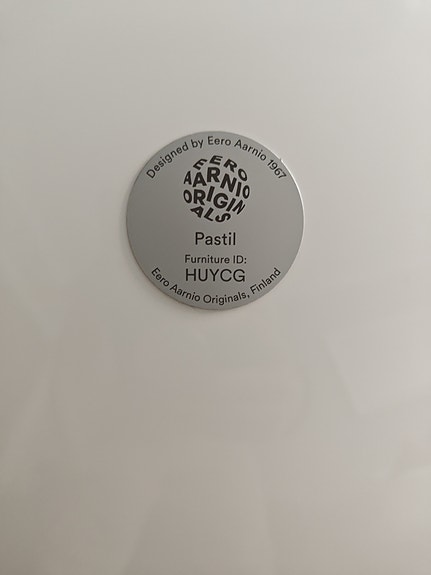 Designed by Eero Aarnio 1967
EERO
AARNIO
ORIGIN
ALS
Pastil
Furniture ID:
HUYCG
Eero Aarnio Originals, Finland